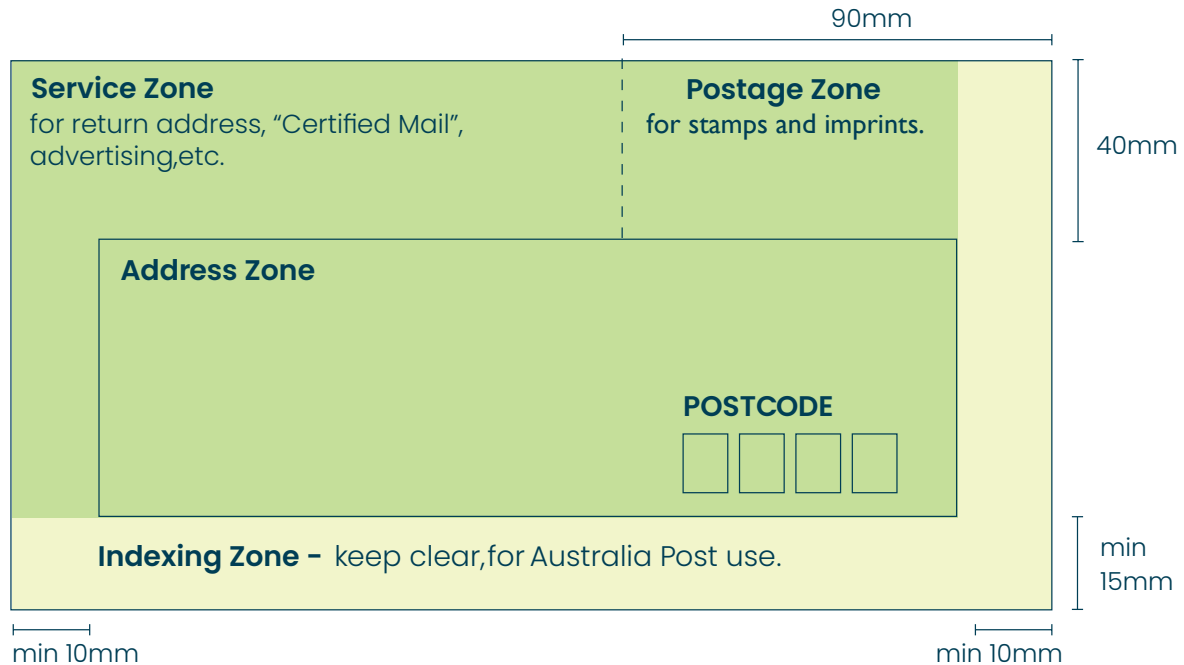 90mm
Service Zone
for return address, “Certified Mail”,
advertising,etc.
Postage Zone
for stamps and imprints.
40mm
Address Zone
POSTCODE
Indexing Zone - keep clear,for Australia Post use.
min
15mm
min 10mm
min 10mm